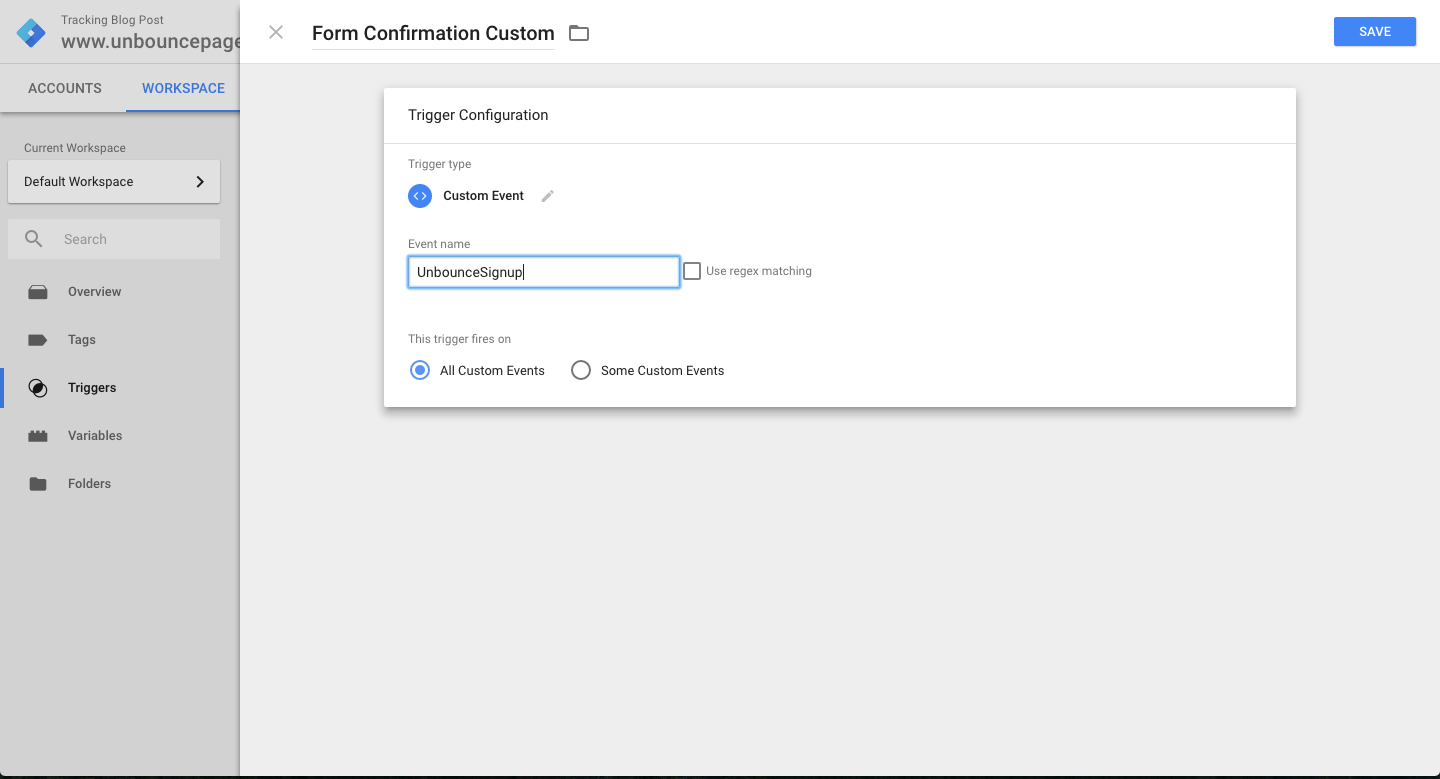 Tracking Blog Post
www.unbouncepage
Form Confirmation Custom
SAVE
ACCOUNTS
WORKSPACE
Current Workspace
Default Workspace
Search
Overview
Tags
Triggers
Variables
Folders
Trigger Configuration
Trigger type
Custom Event
Event name
UnbounceSignup
Use regex matching
This trigger fires on
All Custom Events
Some Custom Events